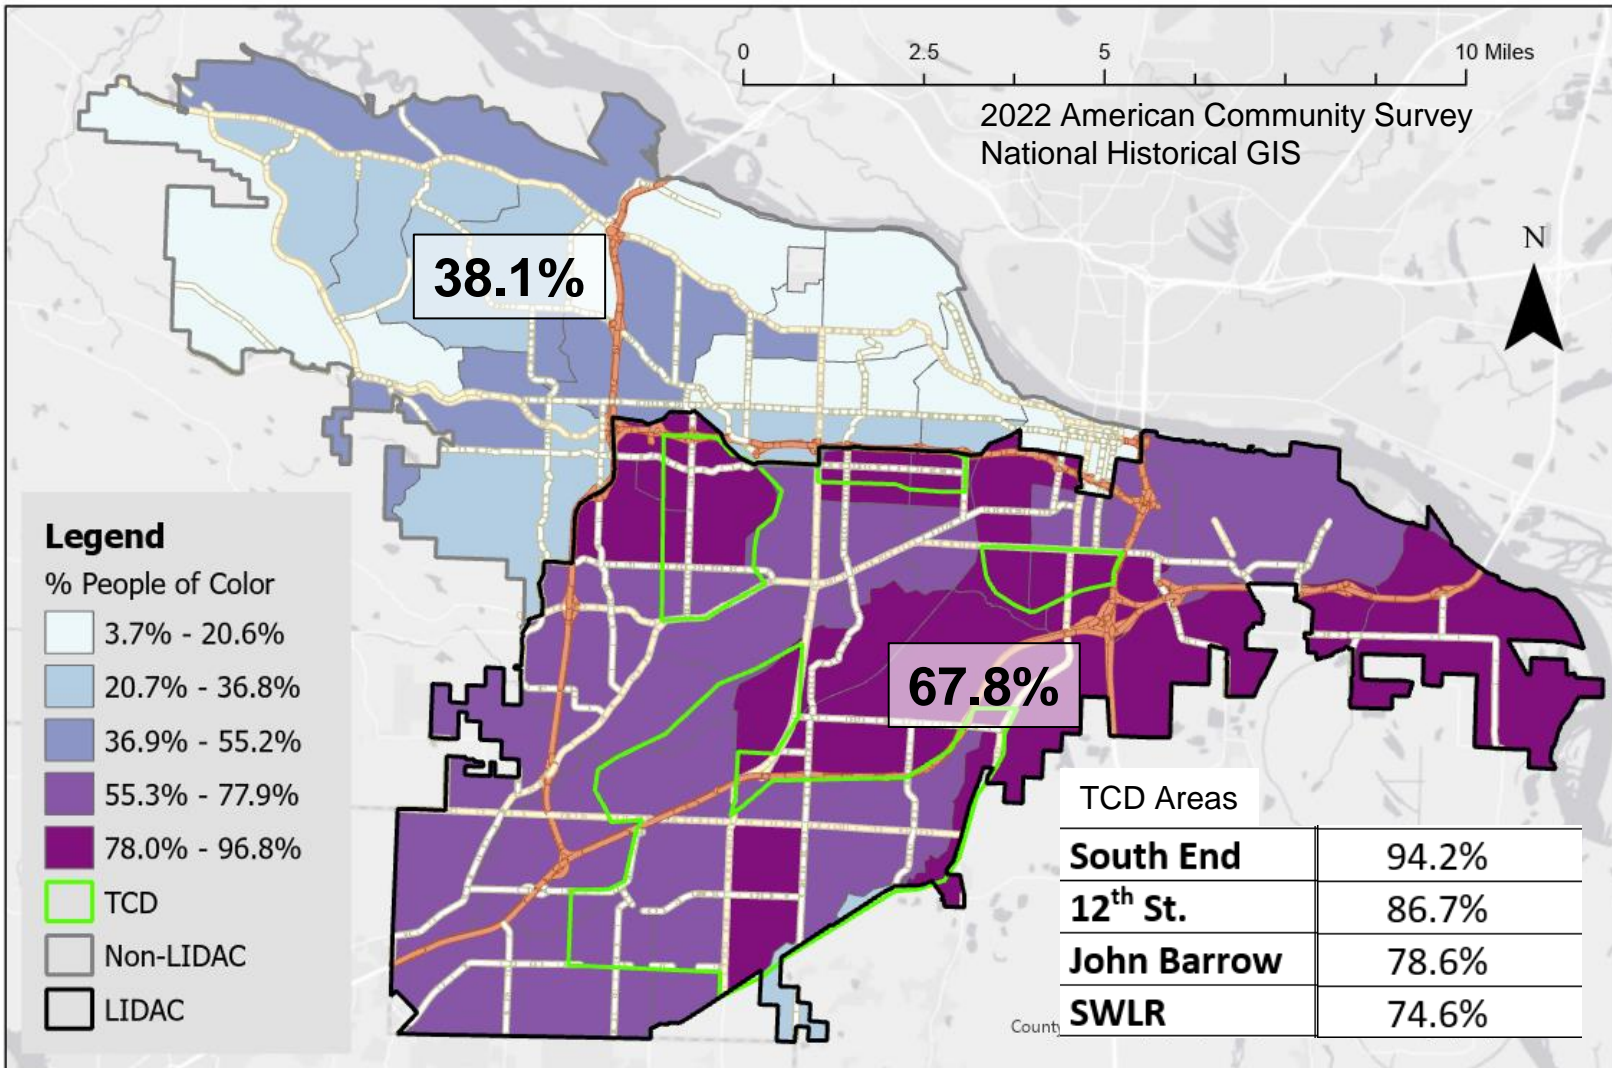 0 2.5 5 10 Miles
2022 American Community Survey
National Historical GIS
N
38.1%
67.8%
Legend
% People of Color
3.7% - 20.6%
20.7% - 36.8%
36.9% - 55.2%
55.3% - 77.9%
78.0% - 96.8%
TCD
Non-LIDAC
LIDAC
TCD Areas
South End 94.2%
12th St. 86.7%
John Barrow 78.6%
SWLR 74.6%
County